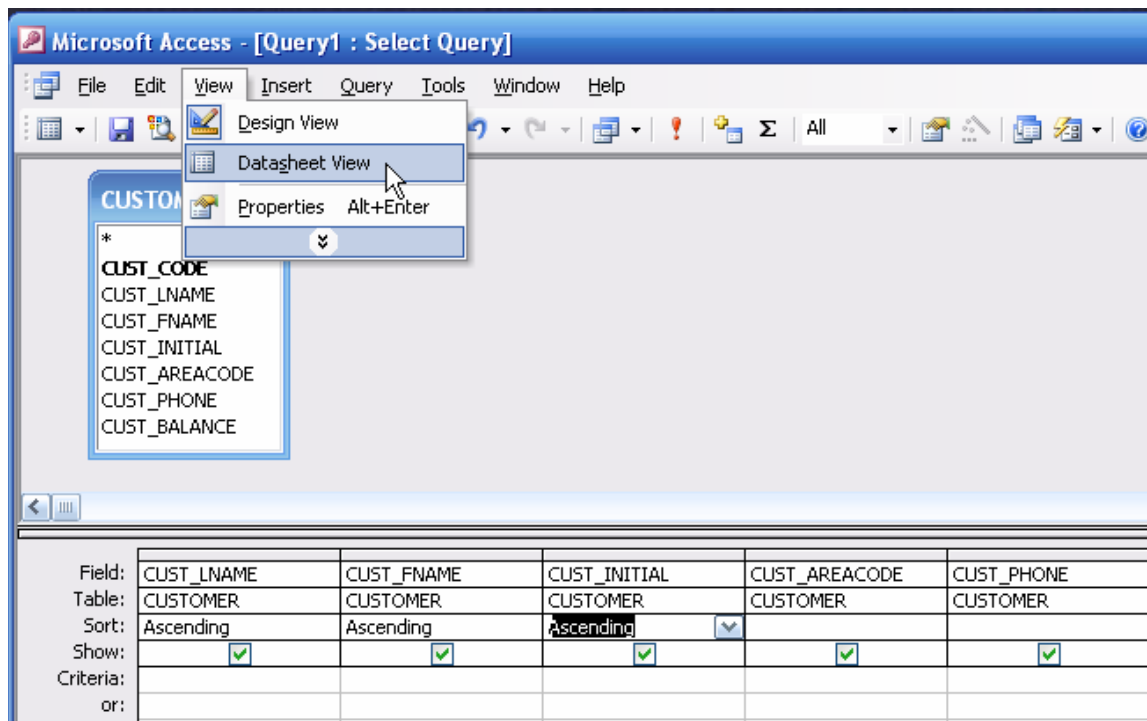 Microsoft Access - [Query1 : Select Query]
File Edit View Insert Query Tools Window Help
All
Design View
Datasheet View
Properties Alt+Enter
*
CUST_CODE
CUST_LNAME
CUST_FNAME
CUST_INITIAL
CUST_AREACODE
CUST_PHONE
CUST_BALANCE
Field: CUST_LNAME CUST_FNAME CUST_INITIAL CUST_AREACODE CUST_PHONE
Table: CUSTOMER CUSTOMER CUSTOMER CUSTOMER CUSTOMER
Sort: Ascending Ascending Ascending
Show:
Criteria:
or: